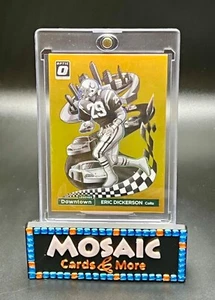 OPTIC
29
Downtown
ERIC DICKERSON
Colts
MOSAIC
Cards & More